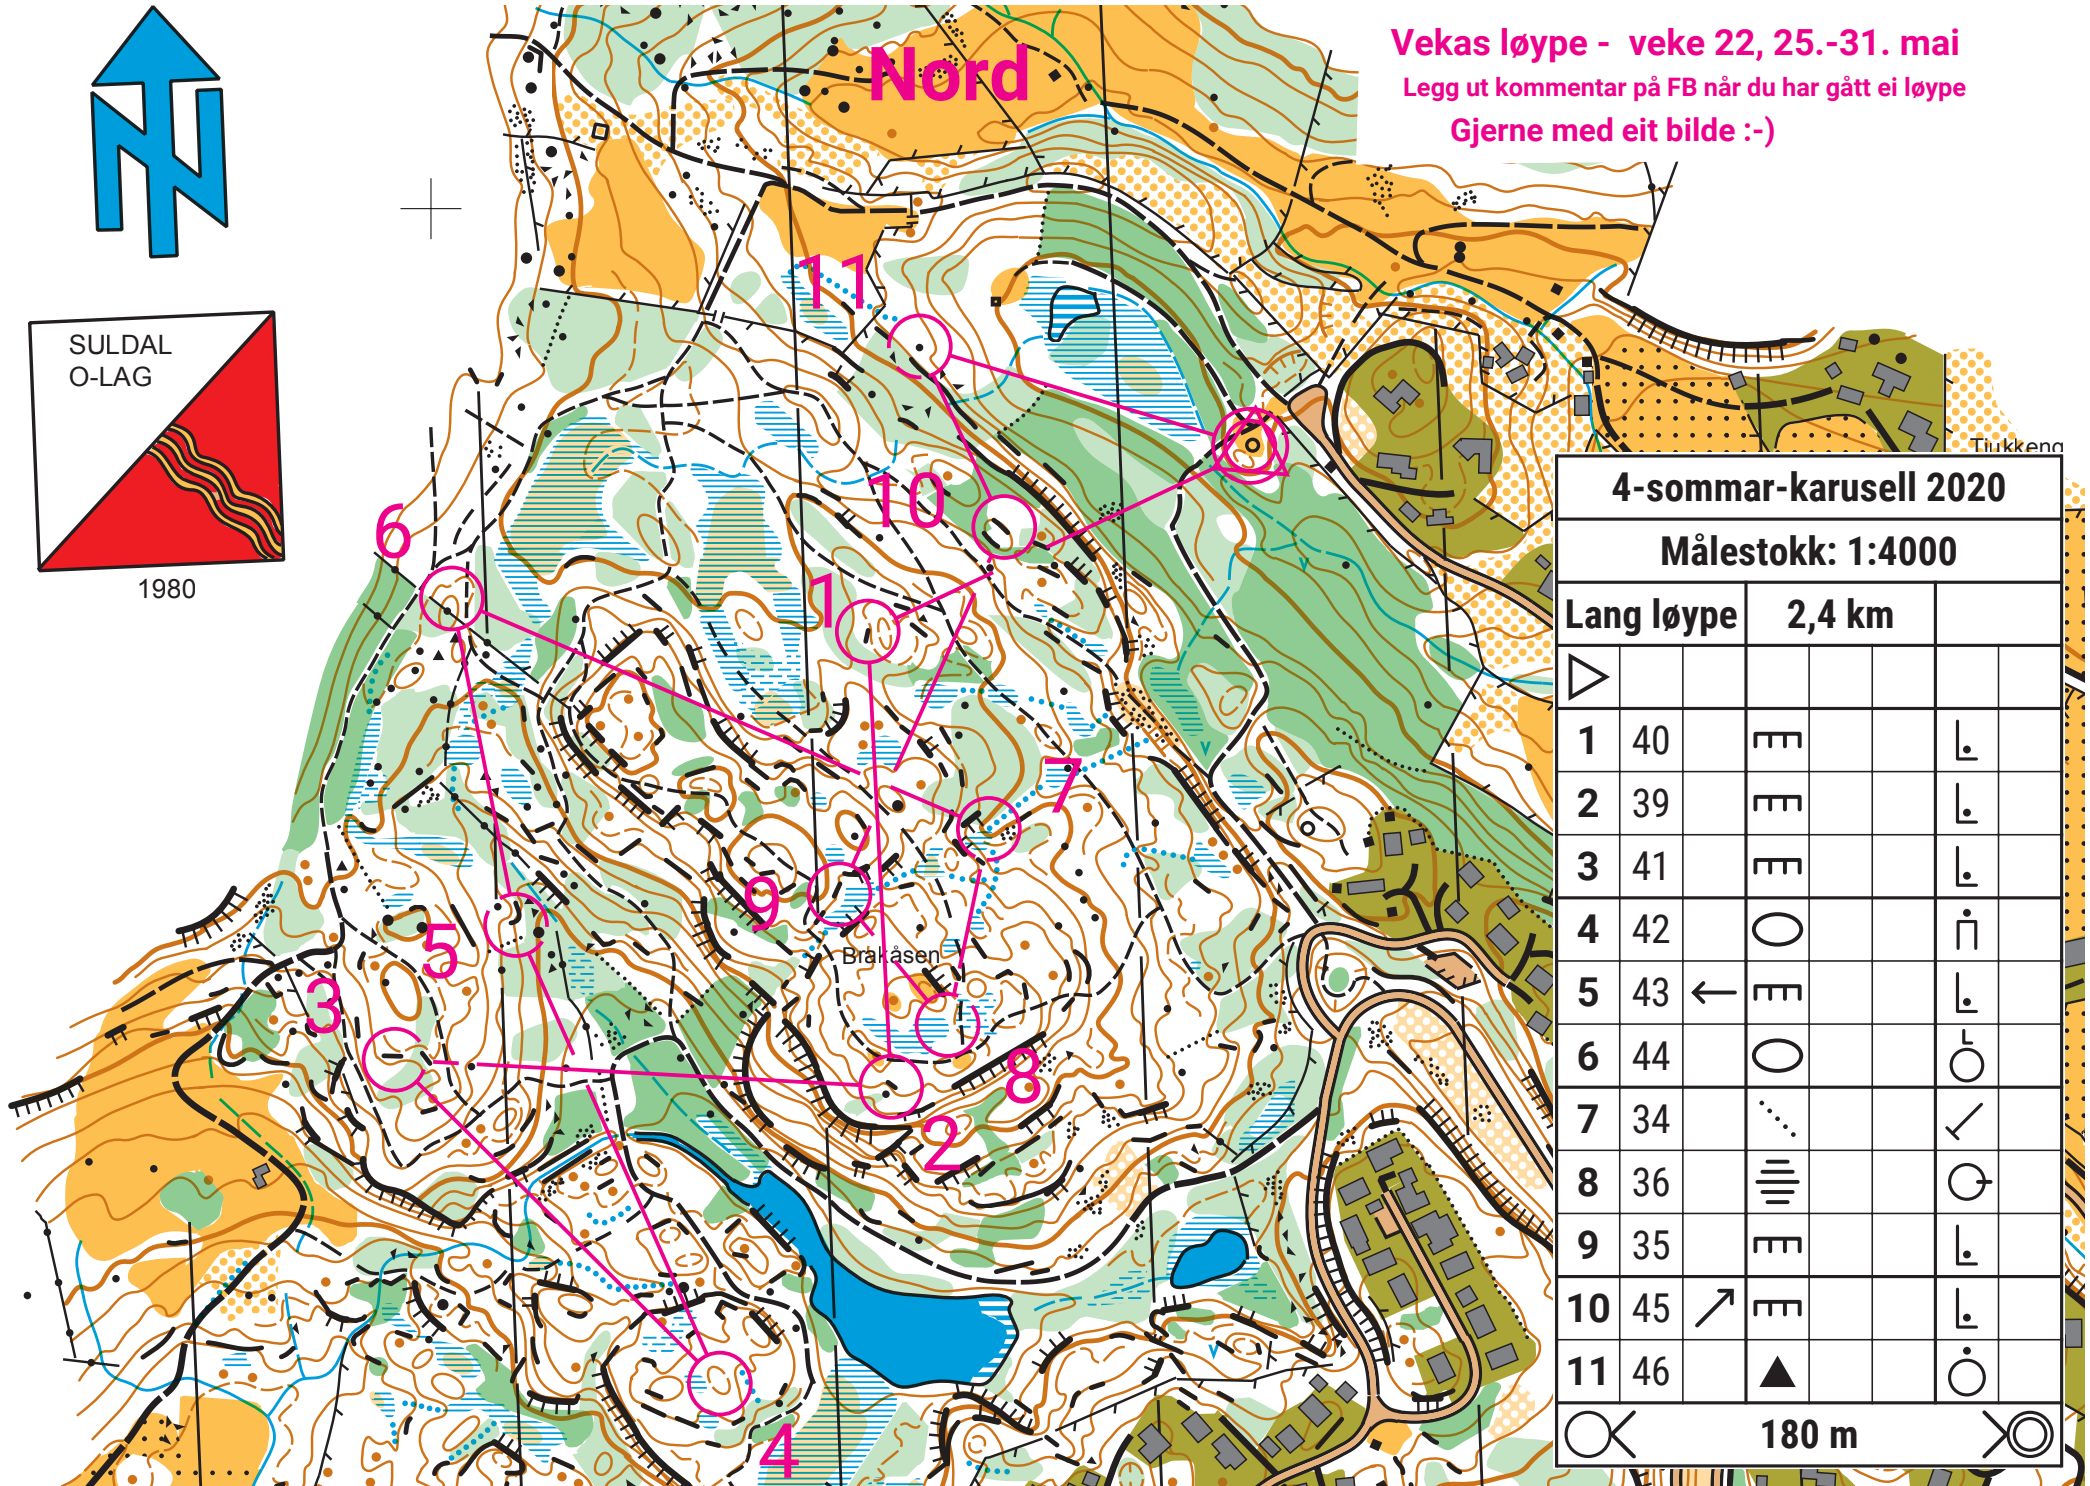 Vekas løype - veke 22, 25.-31. mai
Legg ut kommentar på FB når du har gått ei løype
Gjerne med eit bilde :-)
Nord
SULDAL
O-LAG
1980
11
10
6
1
7
9
5
3
8
2
4
Bråkåsen
Tjukkeng
4-sommar-karusell 2020
Målestokk: 1:4000
Lang løype 2,4 km
1 40
2 39
3 41
4 42
5 43
6 44
7 34
8 36
9 35
10 45
11 46
180 m